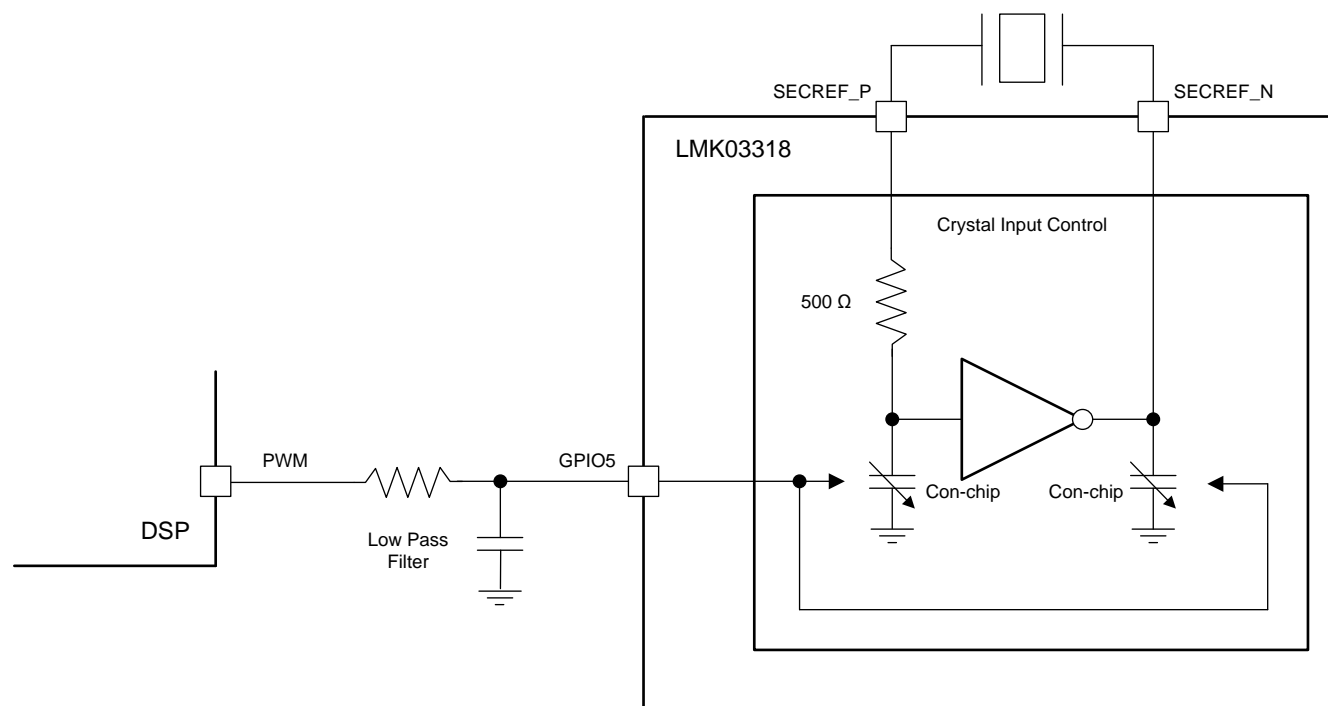 SECREF_P
SECREF_N
LMK03318
Crystal Input Control
500 Ω
PWM
GPIO5
Con-chip
Con-chip
DSP
Low Pass
Filter